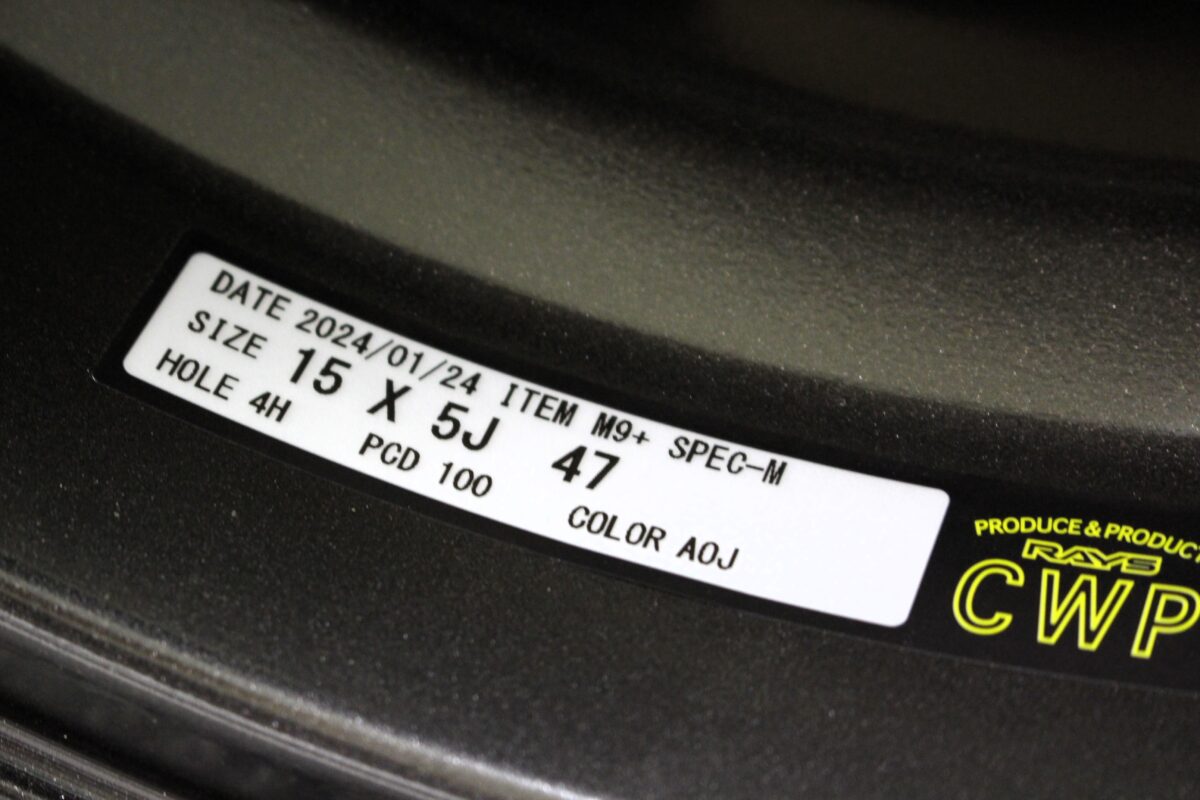 DATE 2024/01/24 ITEM M9+ SPEC-M
SIZE 15 X 5J 47
HOLE 4H PCD 100 COLOR AOJ
PRODUCE & PRODUCT
RAYS
CWP